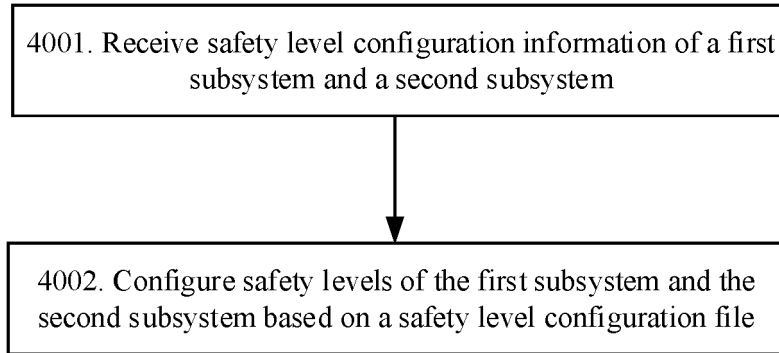 4001. Receive safety level configuration information of a first
subsystem and a second subsystem
4002. Configure safety levels of the first subsystem and the
second subsystem based on a safety level configuration file